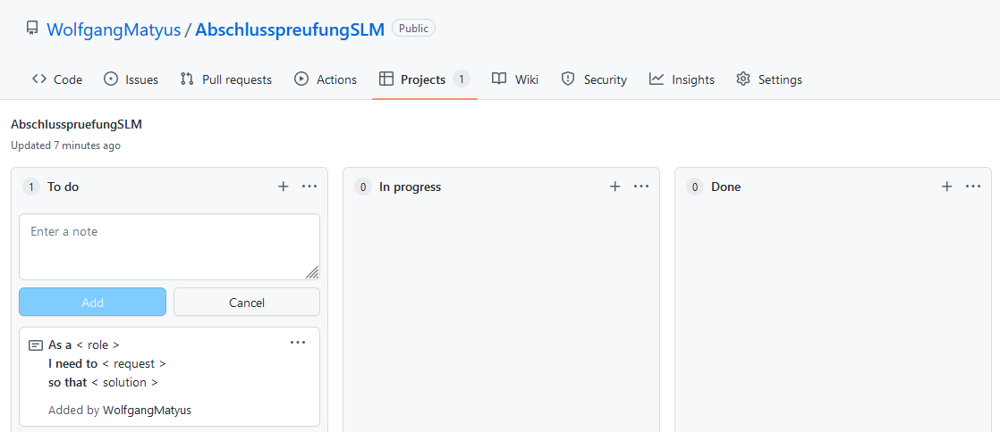 WolfgangMatyus / AbschlusspreufungSLM Public
Code Issues Pull requests Actions Projects 1 Wiki Security Insights Settings
AbschlusspruefungSLM
Updated 7 minutes ago
1 To do
Enter a note
Add Cancel
As a < role >
I need to < request >
so that < solution >
Added by WolfgangMatyus
0 In progress
0 Done